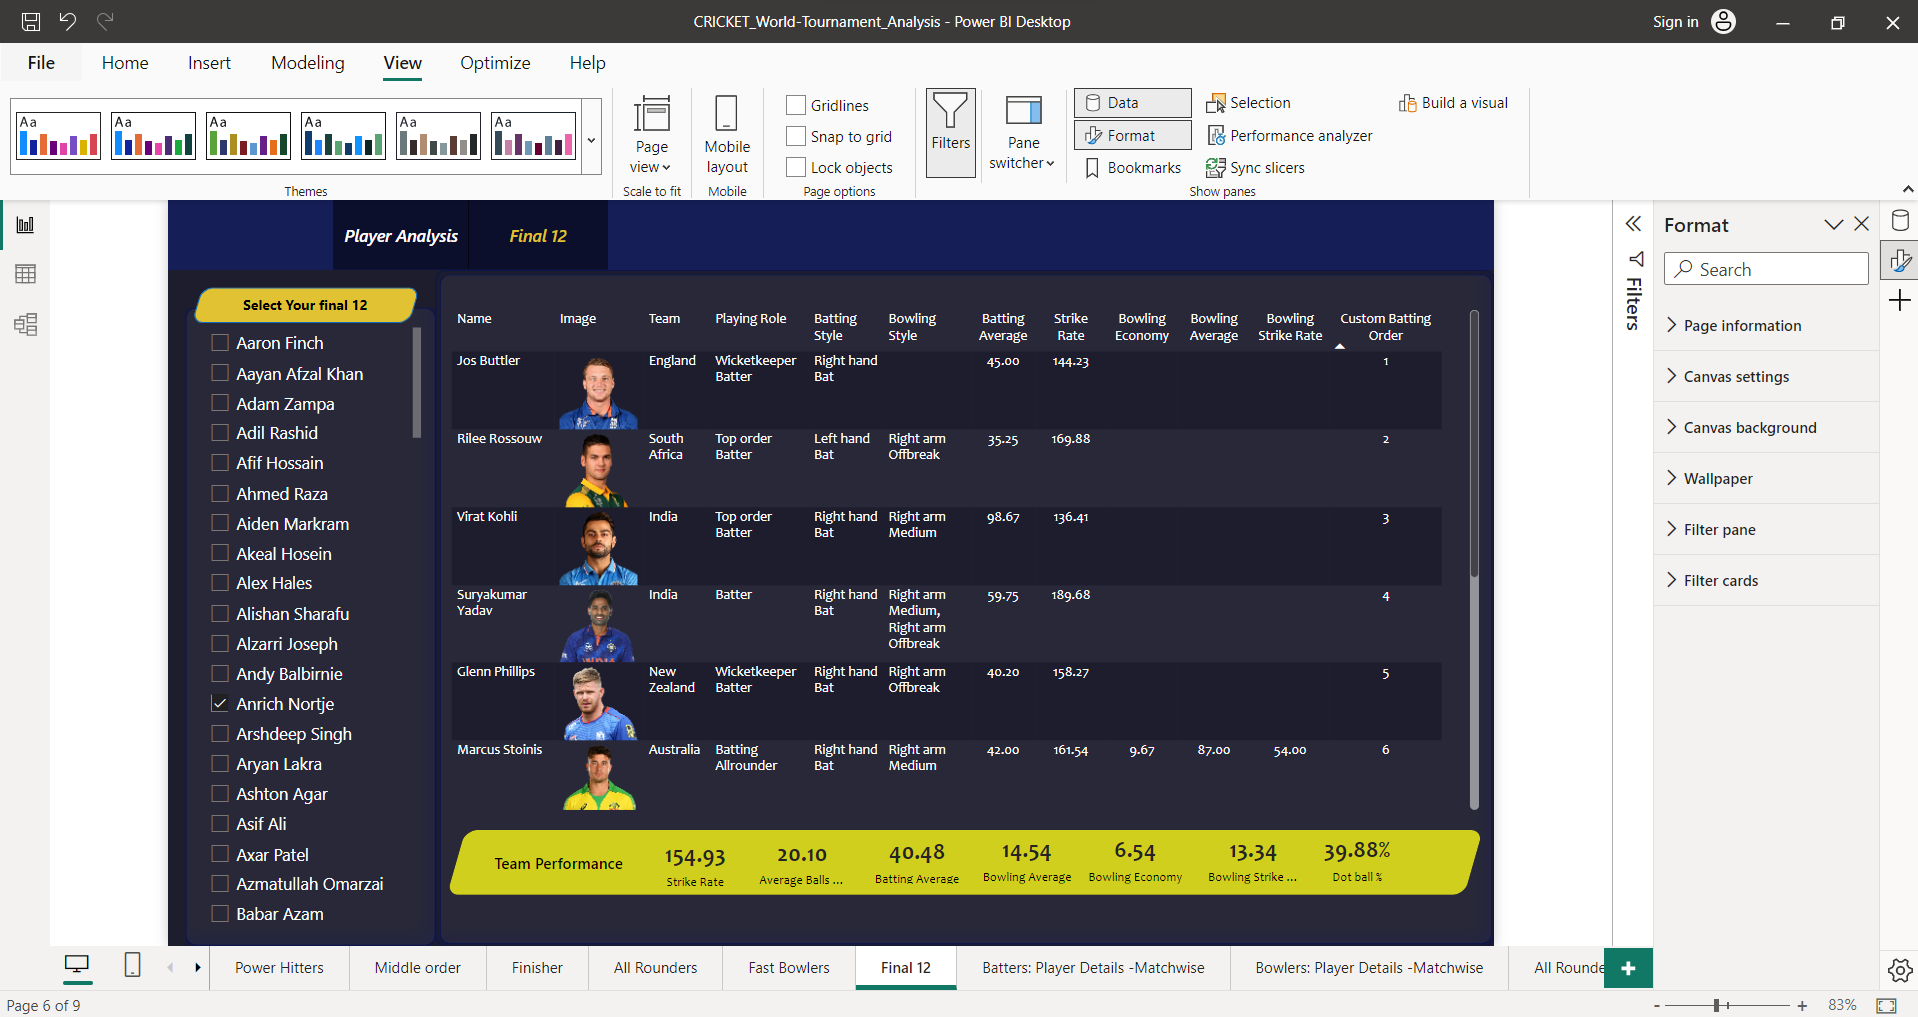 CRICKET_World-Tournament_Analysis - Power BI Desktop
Sign in
File Home Insert Modeling View Optimize Help
Aa Aa Aa Aa Aa Aa
Themes
Page view
Scale to fit
Mobile layout
Mobile
Gridlines
Snap to grid
Lock objects
Page options
Filters
Pane switcher
Data
Format
Bookmarks
Selection
Performance analyzer
Sync slicers
Show panes
Build a visual
Player Analysis Final 12
Select Your final 12
Aaron Finch
Aayan Afzal Khan
Adam Zampa
Adil Rashid
Afif Hossain
Ahmed Raza
Aiden Markram
Akeal Hosein
Alex Hales
Alishan Sharafu
Alzarri Joseph
Andy Balbirnie
Anrich Nortje
Arshdeep Singh
Aryan Lakra
Ashton Agar
Asif Ali
Axar Patel
Azmatullah Omarzai
Babar Azam
Name Image Team Playing Role Batting Style Bowling Style Batting Average Strike Rate Bowling Economy Bowling Average Bowling Strike Rate Custom Batting Order
Jos Buttler England Wicketkeeper Batter Right hand Bat 45.00 144.23 1
Rilee Rossouw South Africa Top order Batter Left hand Bat Right arm Offbreak 35.25 169.88 2
Virat Kohli India Top order Batter Right hand Bat Right arm Medium 98.67 136.41 3
Suryakumar Yadav India Batter Right hand Bat Right arm Medium, Right arm Offbreak 59.75 189.68 4
INDIA
Glenn Phillips New Zealand Wicketkeeper Batter Right hand Bat Right arm Offbreak 40.20 158.27 5
Marcus Stoinis Australia Batting Allrounder Right hand Bat Right arm Medium 42.00 161.54 9.67 87.00 54.00 6
Team Performance
154.93 20.10 40.48 14.54 6.54 13.34 39.88%
Strike Rate Average Balls ... Batting Average Bowling Average Bowling Economy Bowling Strike ... Dot ball %
Filters
Format
Search
Page information
Canvas settings
Canvas background
Wallpaper
Filter pane
Filter cards
Power Hitters Middle order Finisher All Rounders Fast Bowlers Final 12 Batters: Player Details -Matchwise Bowlers: Player Details -Matchwise All Rounde
Page 6 of 9
- + 83%